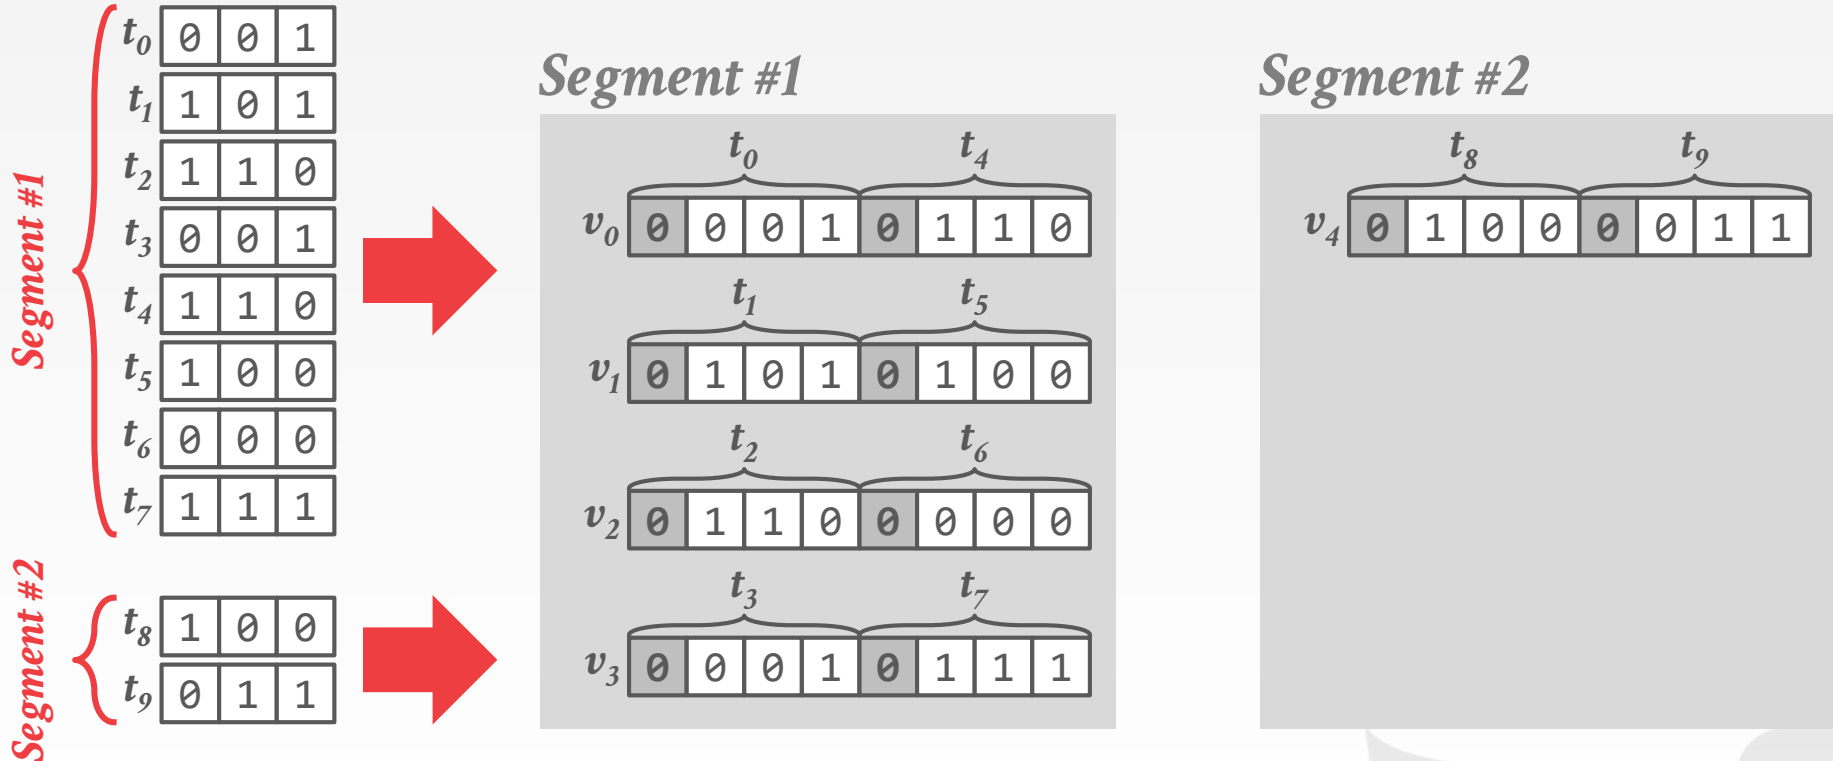 Segment #1
t0 0 0 1
t1 1 0 1
t2 1 1 0
t3 0 0 1
t4 1 1 0
t5 1 0 0
t6 0 0 0
t7 1 1 1
Segment #2
t8 1 0 0
t9 0 1 1
Segment #1
t0 t4
v0 0 0 0 1 0 1 1 0
t1 t5
v1 0 1 0 1 0 1 0 0
t2 t6
v2 0 1 1 0 0 0 0 0
t3 t7
v3 0 0 0 1 0 1 1 1
Segment #2
t8 t9
v4 0 1 0 0 0 0 1 1